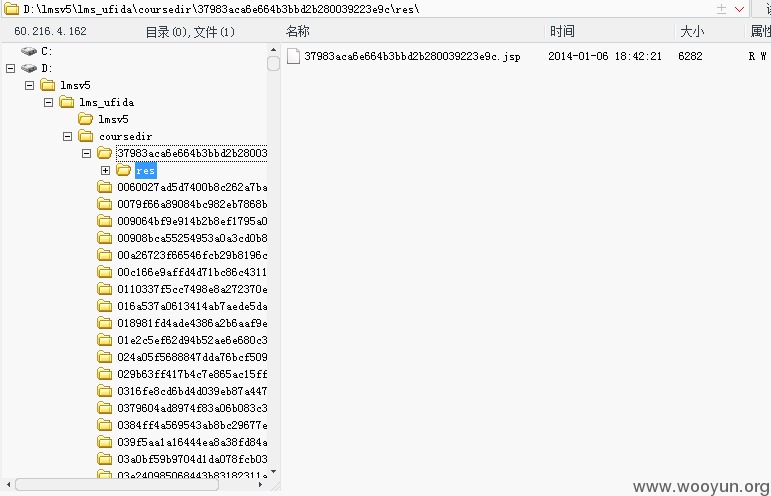 D:\lmsv5\lms_ufida\coursedir\37983aca6e664b3bbd2b280039223e9c\res\
60.216.4.162 目录(0),文件(1) 名称 时间 大小 属性
C:
D:
lmsv5
lms_ufida
lmsv5
coursedir
37983aca6e664b3bbd2b28003
res
0060027ad5d7400b8c262a7ba
0079f66a89084bc982eb7868b
009064bf9e914b2b8ef1795a0
00908bca55254953a0a3cd0b8
00a26723f66546fcb29b8196c
00c166e9affd4d71bc86c4311
0110337f5cc7498e8a272370e
016a537a0613414ab7aede5da
018981fd4ade4386a2b6aaf9e
01e2c5ef62d94b52ae6e680c3
024a05f5688847dda76bcf509
029b63ff417b4c7e865ac15ff
0316fe8cd6bd4d039eb87a447
0379604ad8974f83a06b083c3
0384ff4a569543ab8bc29677e
039f5aa1a16444ea8a38fd84a
03a0bf59b9704d1da078fcb03
03e240985068443b83182311a
37983aca6e664b3bbd2b280039223e9c.jsp 2014-01-06 18:42:21 6282 R W
www.wooyun.org